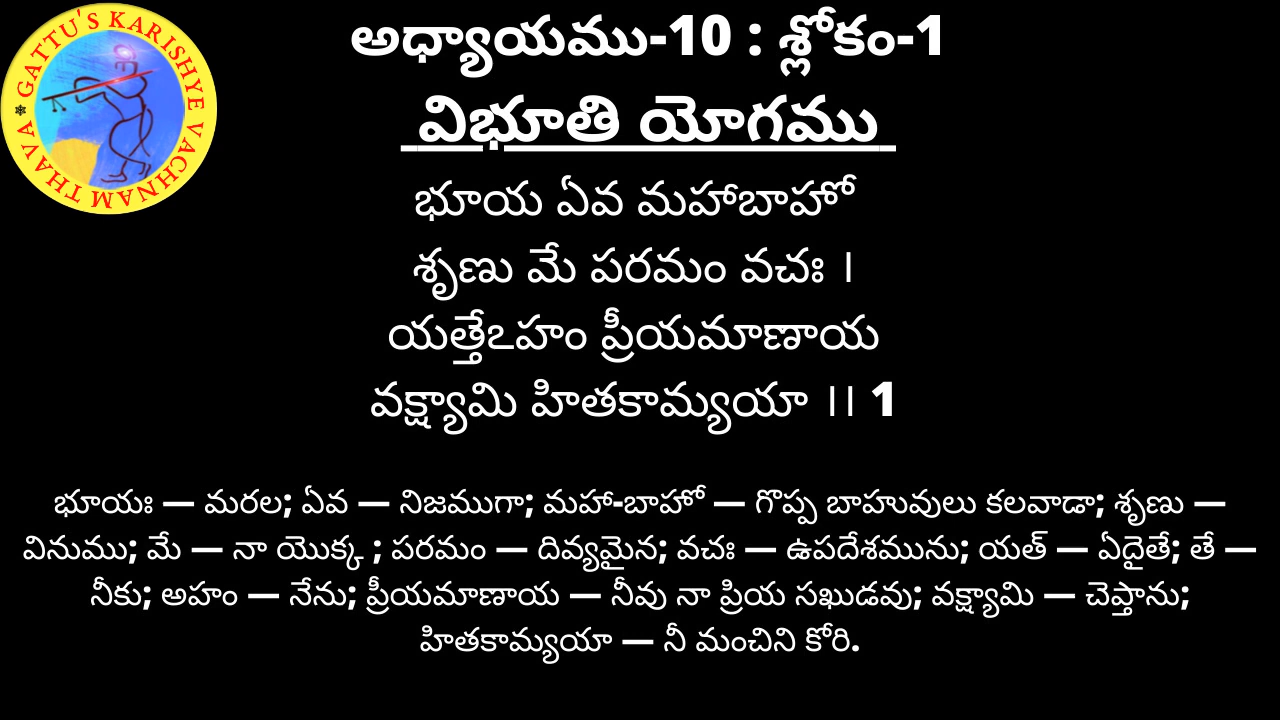 GATTU'S KARISHYE VACHNAM THAVA
అధ్యాయము-10 : శ్లోకం-1
విభూతి యోగము
భూయ ఏవ మహాబాహో
శృణు మే పరమం వచః ।
యత్తేఽహం ప్రీయమాణాయ
వక్ష్యామి హితకామ్యయా ।। 1
భూయః — మరల; ఏవ — నిజముగా; మహా-బాహో — గొప్ప బాహువులు కలవాడా; శృణు —
వినుము; మే — నా యొక్క ; పరమం — దివ్యమైన; వచః — ఉపదేశమును; యత్ — ఏదైతే; తే —
నీకు; అహం — నేను; ప్రీయమాణాయ — నీవు నా ప్రియ సఖుడవు; వక్ష్యామి — చెప్తాను;
హితకామ్యయా — నీ మంచిని కోరి.